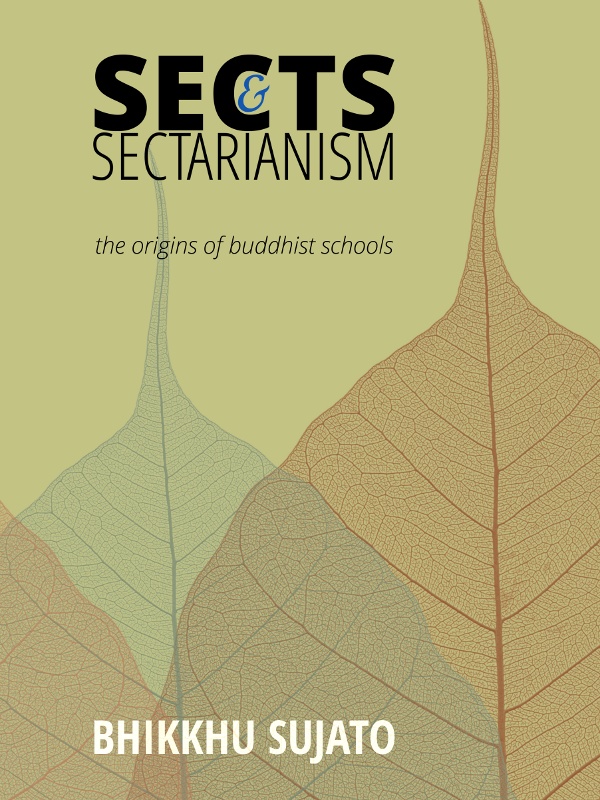 SECTS
&
SECTARIANISM
the origins of buddhist schools
BHIKKHU SUJATO